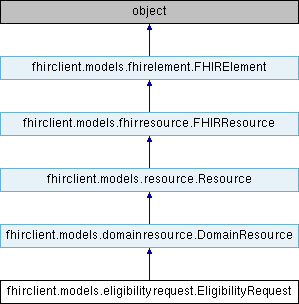 object
fhirclient.models.fhirelement.FHIRElement
fhirclient.models.fhirresource.FHIRResource
fhirclient.models.resource.Resource
fhirclient.models.domainresource.DomainResource
fhirclient.models.eligibilityrequest.EligibilityRequest